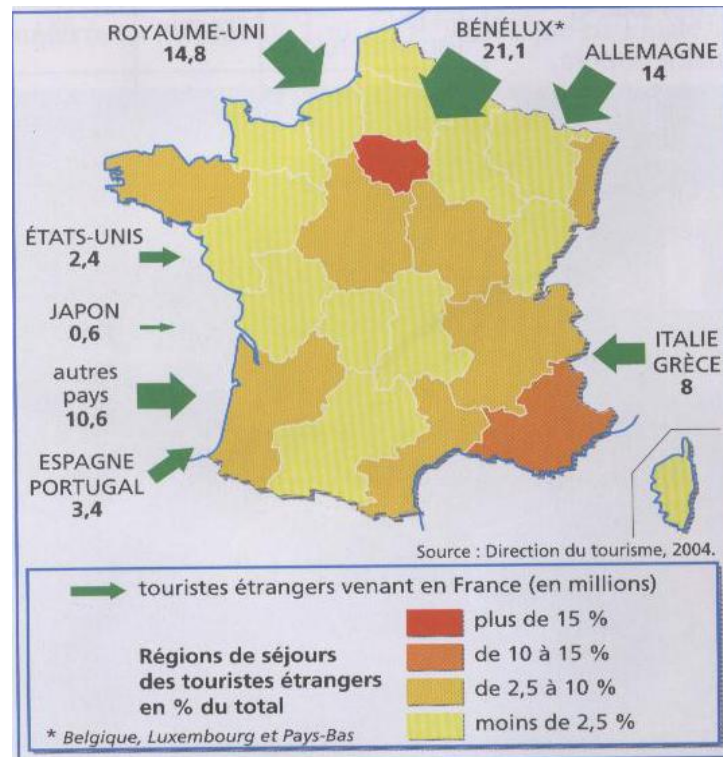 ROYAUME-UNI
14,8
BÉNÉLUX*
21,1
ALLEMAGNE
14
ÉTATS-UNIS
2,4
JAPON
0,6
autres
pays
10,6
ESPAGNE
PORTUGAL
3,4
ITALIE
GRÈCE
8
Source : Direction du tourisme, 2004.
touristes étrangers venant en France (en millions)
Régions de séjours
des touristes étrangers
en % du total
plus de 15 %
de 10 à 15 %
de 2,5 à 10 %
moins de 2,5 %
* Belgique, Luxembourg et Pays-Bas